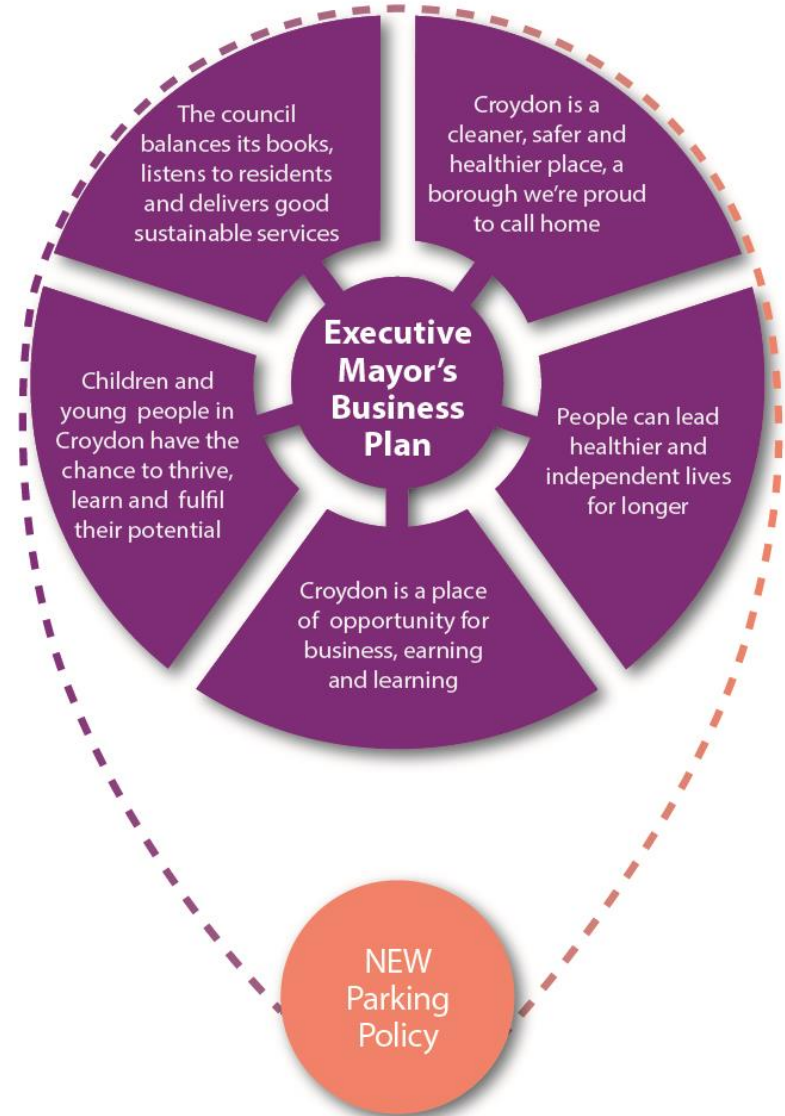 The council
balances its books,
listens to residents
and delivers good
sustainable services
Croydon is a
cleaner, safer and
healthier place, a
borough we're proud
to call home
Executive
Mayor's
Business
Plan
Children and
young people in
Croydon have the
chance to thrive,
learn and fulfil
their potential
People can lead
healthier and
independent lives
for longer
Croydon is a place
of opportunity for
business, earning
and learning
NEW
Parking
Policy